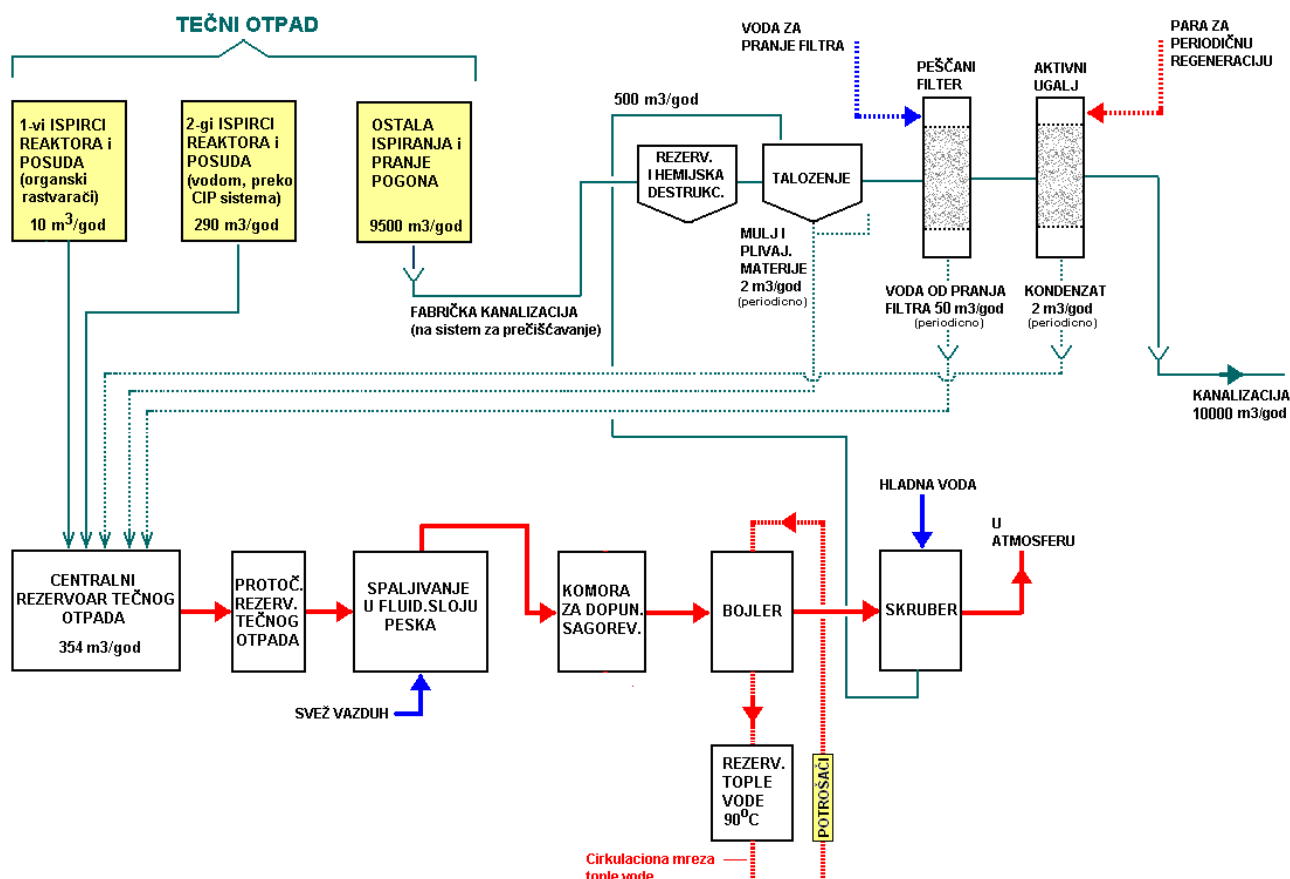 TEČNI OTPAD
1-vi ISPIRCI
REAKTORA i
POSUDA
(organski
rastvarači)
10 m3/god
2-gi ISPIRCI
REAKTORA i
POSUDA
(vodom, preko
CIP sistema)
290 m3/god
OSTALA
ISPIRANJA i
PRANJE
POGONA
9500 m3/god
FABRIČKA KANALIZACIJA
(na sistem za prečišćavanje)
500 m3/god
REZERV.
I HEMIJSKA
DESTRUKC.
TALOZENJE
MULJ I
PLIVAJ.
MATERIJE
2 m3/god
(periodicno)
VODA ZA
PRANJE FILTRA
PEŠČANI
FILTER
VODA OD PRANJA
FILTRA 50 m3/god
(periodicno)
AKTIVNI
UGALJ
KONDENZAT
2 m3/god
(periodicno)
PARA ZA
PERIODIČNU
REGENERACIJU
KANALIZACIJA
10000 m3/god
CENTRALNI
REZERVOAR TEČNOG
OTPADA
354 m3/god
PROTOČ.
REZERV.
TEČNOG
OTPADA
SPALJIVANJE
U FLUID.SLOJU
PESKA
SVEŽ VAZDUH
KOMORA
ZA DOPUN.
SAGOREV.
BOJLER
HLADNA VODA
SKRUBER
U
ATMOSFERU
REZERV.
TOPLE
VODE
90°C
POTROŠAČI
Cirkulaciona mreza
tople vode